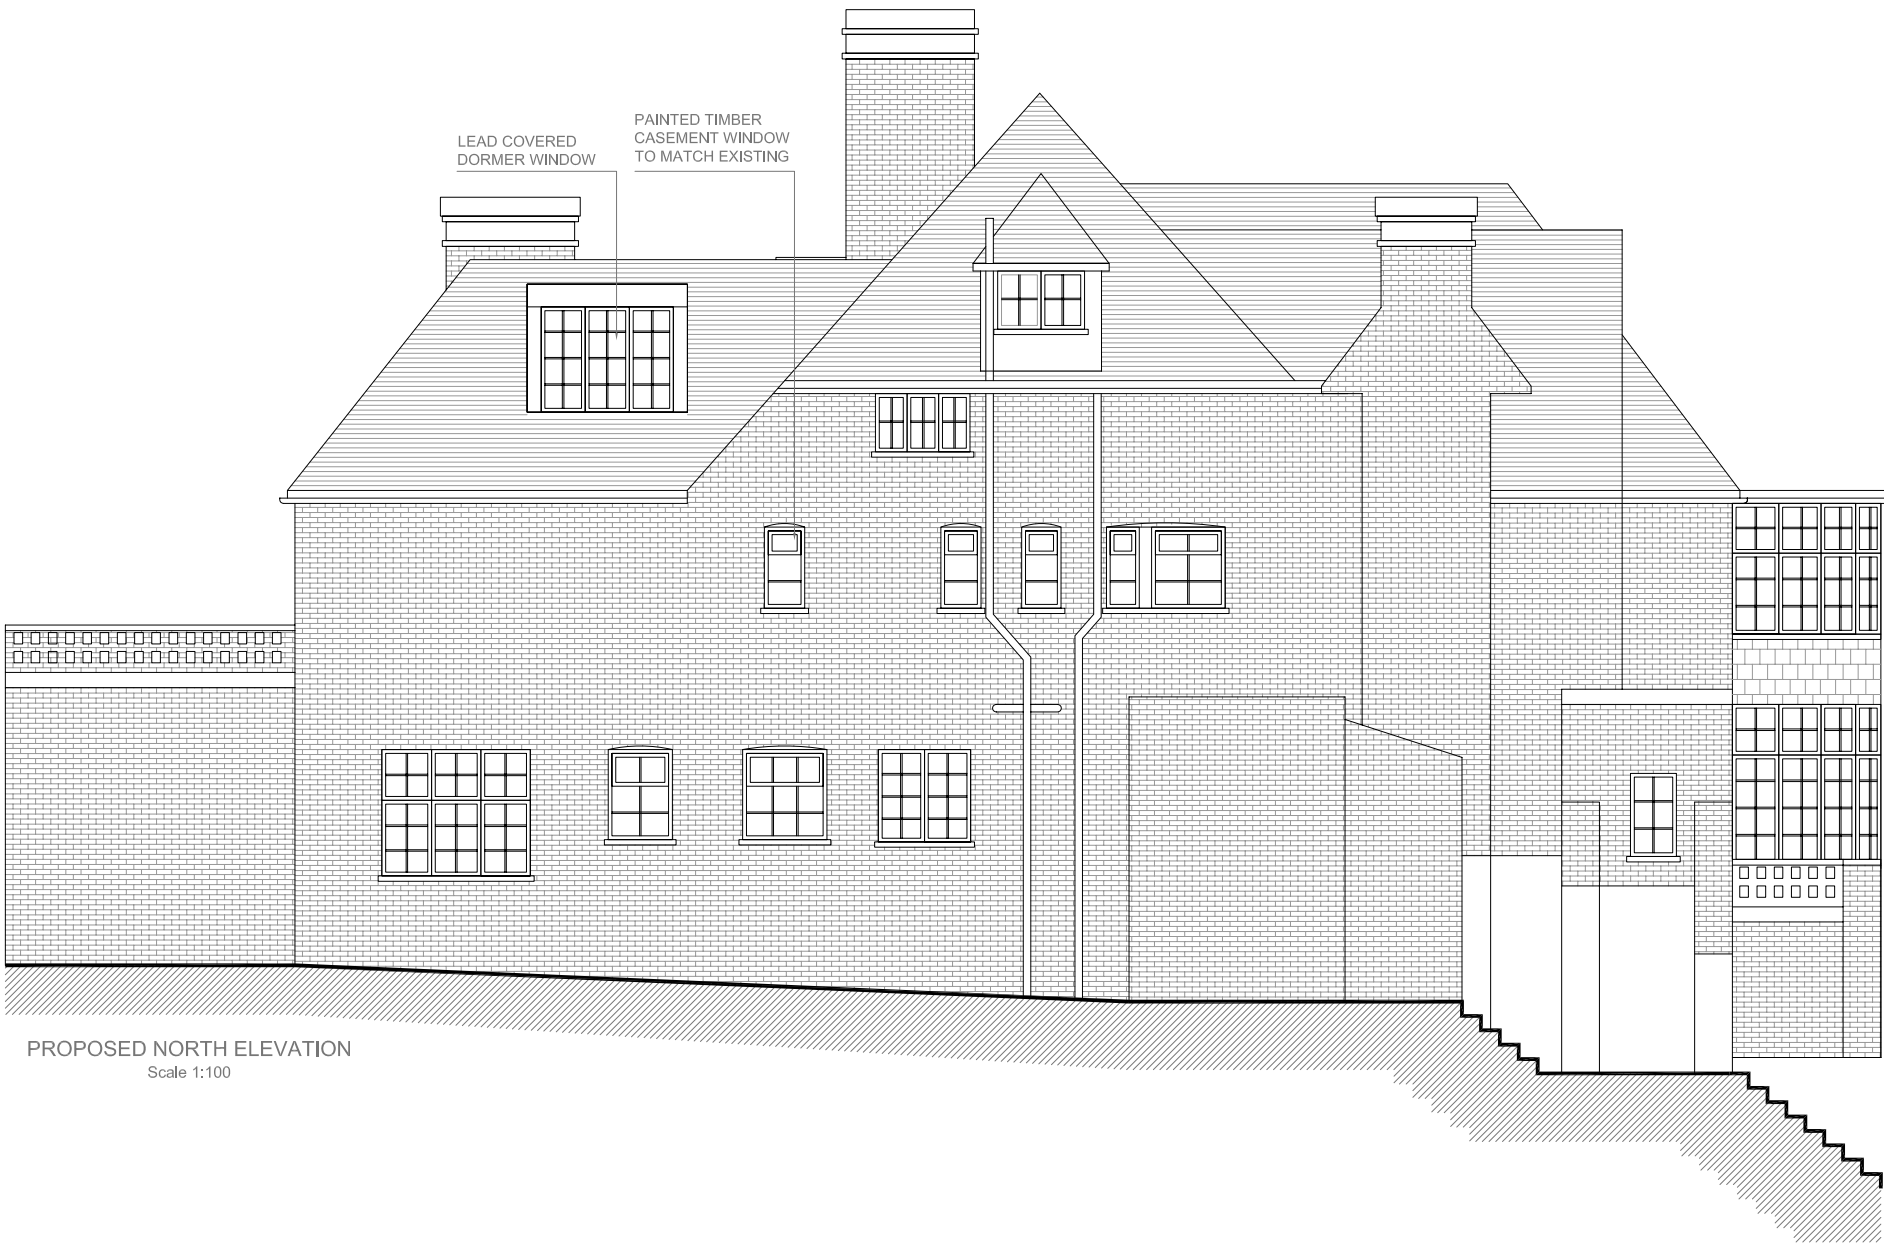 LEAD COVERED
DORMER WINDOW
PAINTED TIMBER
CASEMENT WINDOW
TO MATCH EXISTING
PROPOSED NORTH ELEVATION
Scale 1:100